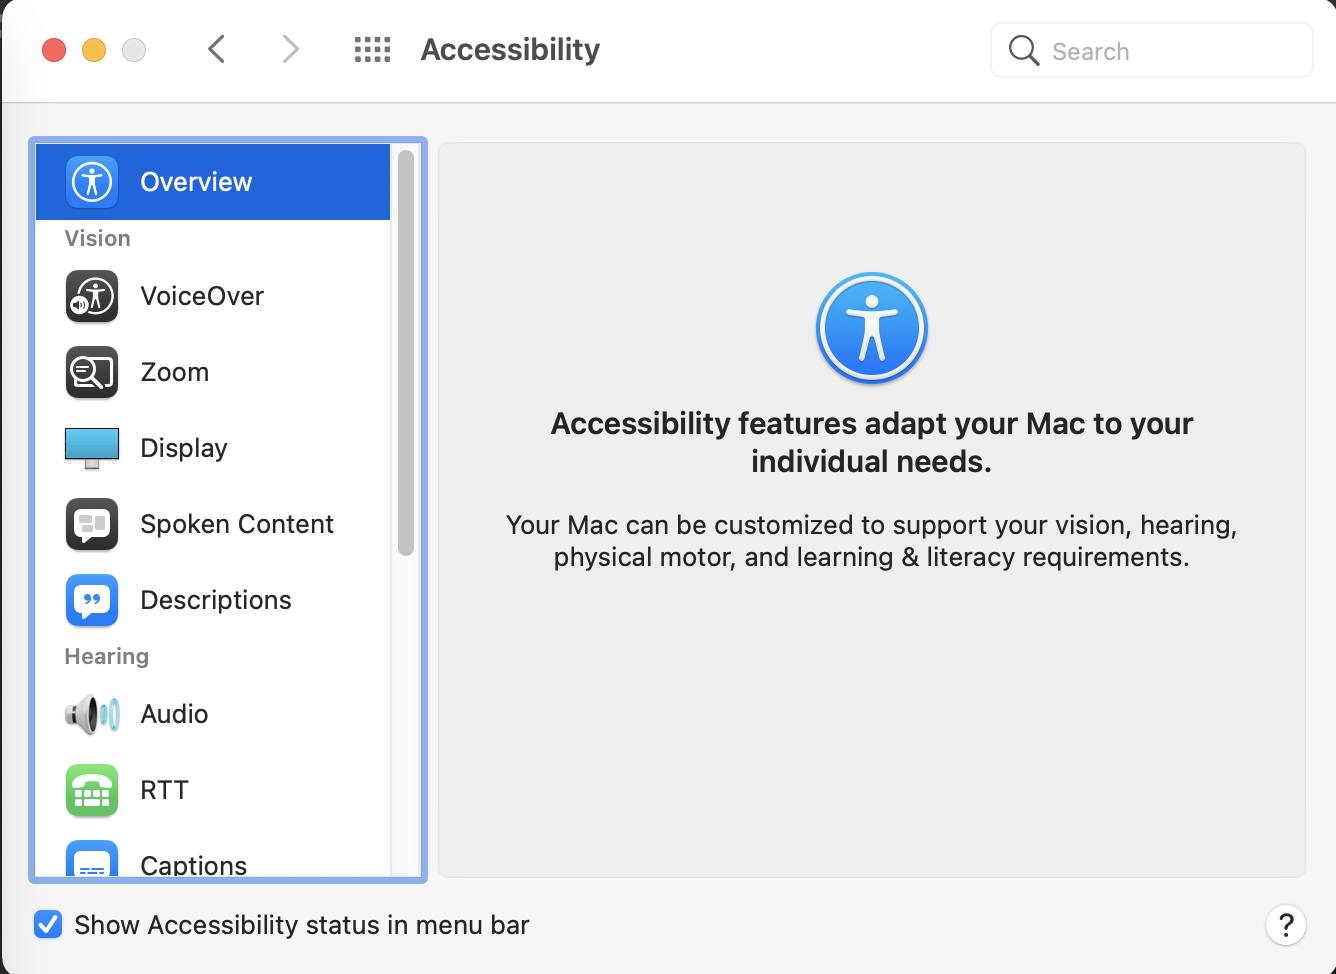 Accessibility
Search
Overview
Vision
VoiceOver
Zoom
Display
Spoken Content
Descriptions
Hearing
Audio
RTT
Captions
Accessibility features adapt your Mac to your
individual needs.
Your Mac can be customized to support your vision, hearing,
physical motor, and learning & literacy requirements.
Show Accessibility status in menu bar
?